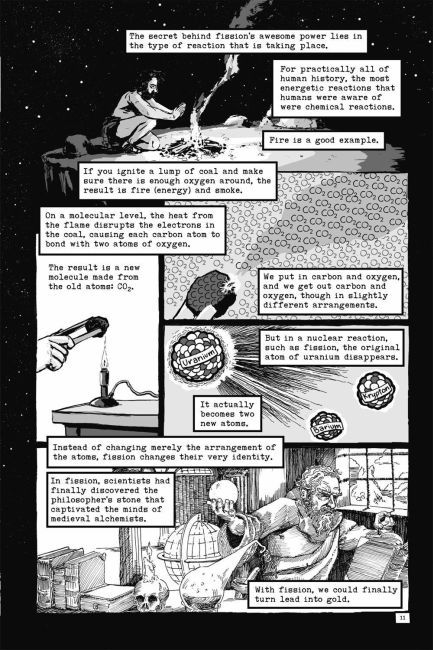 The secret behind fission's awesome power lies in
the type of reaction that is taking place.
For practically all of
human history, the most
energetic reactions that
humans were aware of
were chemical reactions.
Fire is a good example.
If you ignite a lump of coal and make
sure there is enough oxygen around, the
result is fire (energy) and smoke.
On a molecular level, the heat from
the flame disrupts the electrons in
the coal, causing each carbon atom to
bond with two atoms of oxygen.
The result is a new
molecule made from
the old atoms: CO₂.
We put in carbon and oxygen,
and we get out carbon and
oxygen, though in slightly
different arrangements.
But in a nuclear reaction,
such as fission, the original
atom of uranium disappears.
Uranium
Krypton
Barium
It actually
becomes two
new atoms.
Instead of changing merely the arrangement of
the atoms, fission changes their very identity.
In fission, scientists had
finally discovered the
philosopher's stone that
captivated the minds of
medieval alchemists.
With fission, we could finally
turn lead into gold.
11